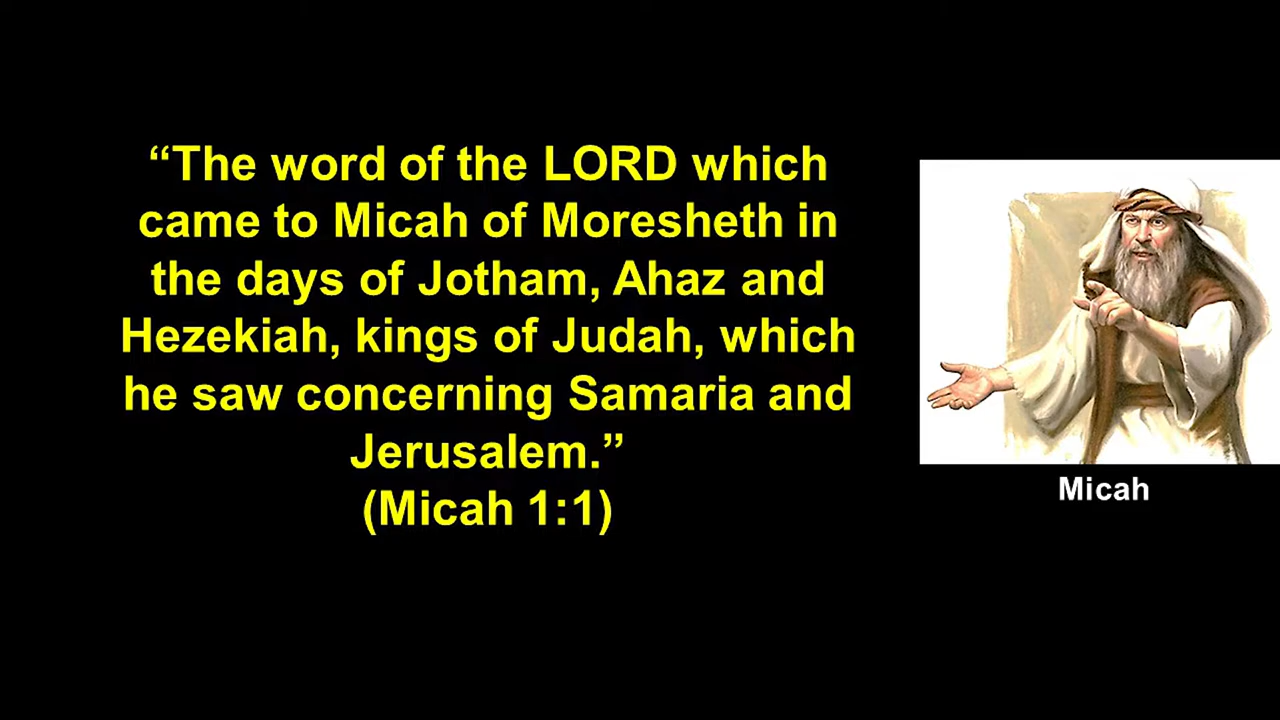 “The word of the LORD which
came to Micah of Moresheth in
the days of Jotham, Ahaz and
Hezekiah, kings of Judah, which
he saw concerning Samaria and
Jerusalem.”
(Micah 1:1)
Micah